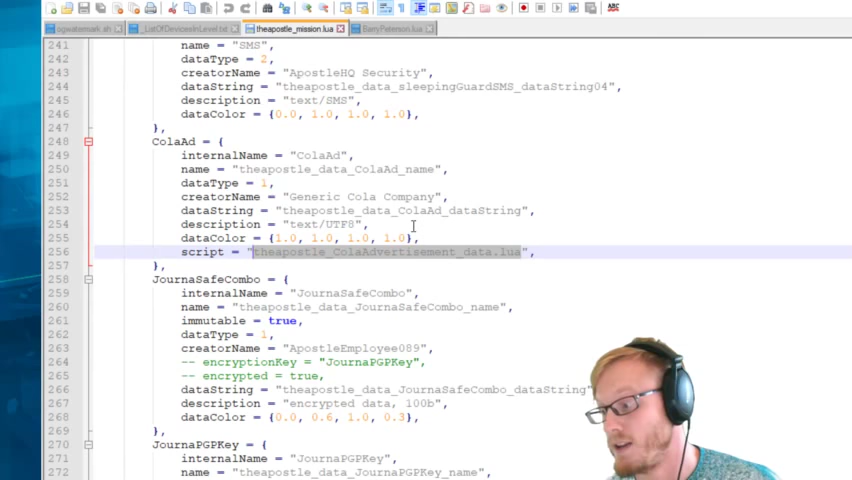 ogwatermark.sh
_ListOfDevicesInLevel.txt
theapostle_mission.lua
BarryPeterson.lua
241 name = "SMS",
242 dataType = 2,
243 creatorName = "ApostleHQ Security",
244 dataString = "theapostle_data_sleepingGuardSMS_dataString04",
245 description = "text/SMS",
246 dataColor = {0.0, 1.0, 1.0, 1.0},
247 },
248 ColaAd = {
249 internalName = "ColaAd",
250 name = "theapostle_data_ColaAd_name",
251 dataType = 1,
252 creatorName = "Generic Cola Company",
253 dataString = "theapostle_data_ColaAd_dataString",
254 description = "text/UTF8",
255 dataColor = {1.0, 1.0, 1.0, 1.0},
256 script = "theapostle_ColaAdvertisement_data.lua",
257 },
258 JournaSafeCombo = {
259 internalName = "JournaSafeCombo",
260 name = "theapostle_data_JournaSafeCombo_name",
261 immutable = true,
262 dataType = 1,
263 creatorName = "ApostleEmployee089",
264 -- encryptionKey = "JournaPGPKey",
265 -- encrypted = true,
266 dataString = "theapostle_data_JournaSafeCombo_dataString"
267 description = "encrypted data, 100b",
268 dataColor = {0.0, 0.6, 1.0, 0.3},
269 },
270 JournaPGPKey = {
271 internalName = "JournaPGPKey",
272 name = "theapostle_data_JournaPGPKey_name",
ABC